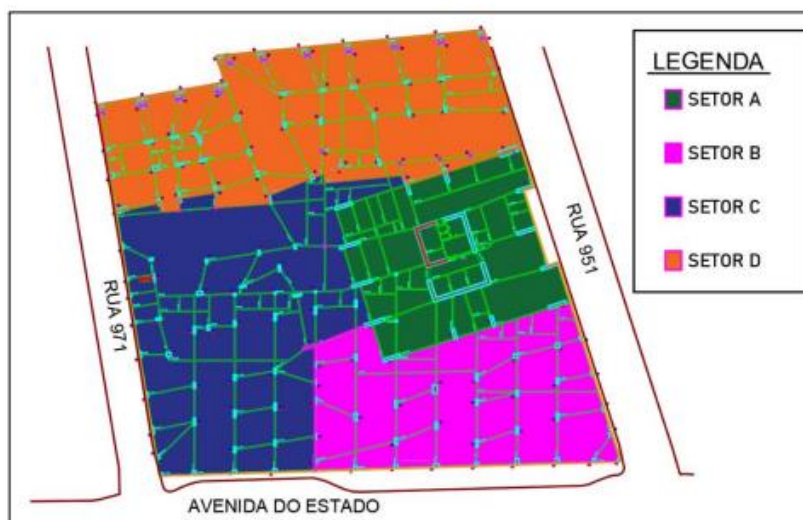 LEGENDA
SETOR A
SETOR B
SETOR C
SETOR D
RUA 951
RUA 971
AVENIDA DO ESTADO